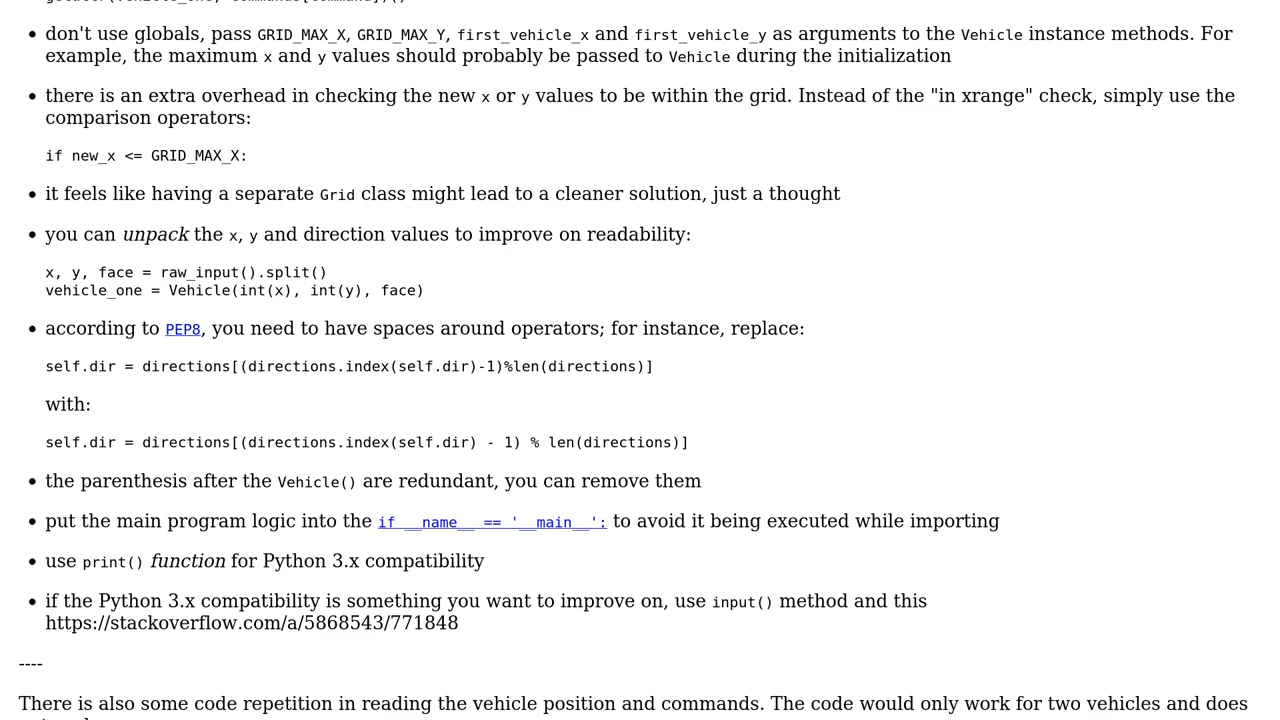 don't use globals, pass GRID_MAX_X, GRID_MAX_Y, first_vehicle_x and first_vehicle_y as arguments to the Vehicle instance methods. For
example, the maximum x and y values should probably be passed to Vehicle during the initialization
there is an extra overhead in checking the new x or y values to be within the grid. Instead of the "in xrange" check, simply use the
comparison operators:
if new_x <= GRID_MAX_X:
it feels like having a separate Grid class might lead to a cleaner solution, just a thought
you can unpack the x, y and direction values to improve on readability:
x, y, face = raw_input().split()
vehicle_one = Vehicle(int(x), int(y), face)
according to PEP8, you need to have spaces around operators; for instance, replace:
self.dir = directions[(directions.index(self.dir)-1)%len(directions)]
with:
self.dir = directions[(directions.index(self.dir) - 1) % len(directions)]
the parenthesis after the Vehicle() are redundant, you can remove them
put the main program logic into the if __name__ == '__main__': to avoid it being executed while importing
use print() function for Python 3.x compatibility
if the Python 3.x compatibility is something you want to improve on, use input() method and this
https://stackoverflow.com/a/5868543/771848
----
There is also some code repetition in reading the vehicle position and commands. The code would only work for two vehicles and does